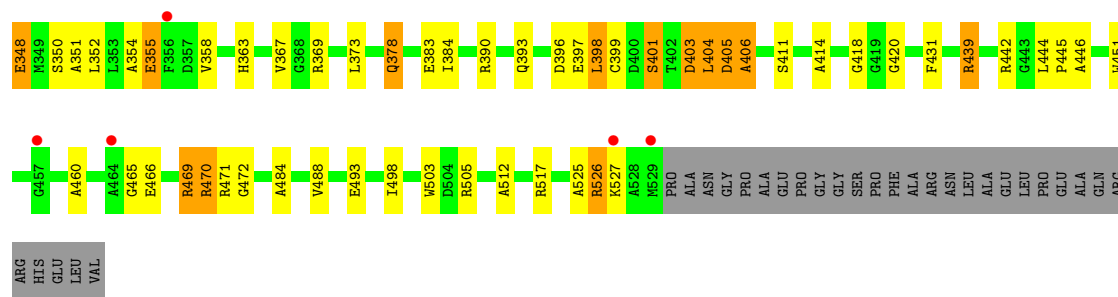 E348 M349 S350 A351 L352 L353 A354 E355 F356 D357 V358 H363 V367 G368 R369 L373 Q378 E383 I384 R390 Q393 D396 E397 L398 C399 D400 S401 T402 D403 L404 D405 A406 S411 A414 G418 G419 G420 F431 R439 R442 G443 L444 P445 A446 W451
G457 A460 A464 G465 E466 R469 R470 R471 G472 A484 V488 E493 I498 W503 D504 R505 A512 R517 A525 R526 K527 A528 M529 PRO ALA ASN GLY PRO ALA GLU PRO GLY GLY SER PRO PHE ALA ARG ASN LEU ALA GLU LEU PRO GLU ALA GLN ARG
ARG HIS GLU LEU VAL